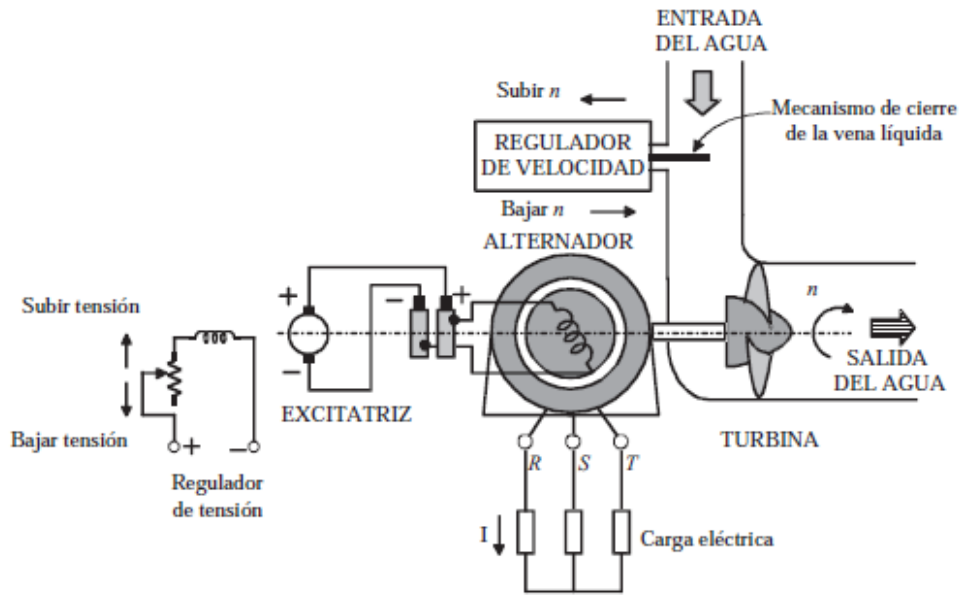 ENTRADA
DEL AGUA
Subir n
Mecanismo de cierre
de la vena líquida
REGULADOR
DE VELOCIDAD
Bajar n
ALTERNADOR
Subir tensión
+
− +
n
−
SALIDA
DEL AGUA
EXCITATRIZ
Bajar tensión
+ −
TURBINA
R S T
Regulador
de tensión
I
Carga eléctrica